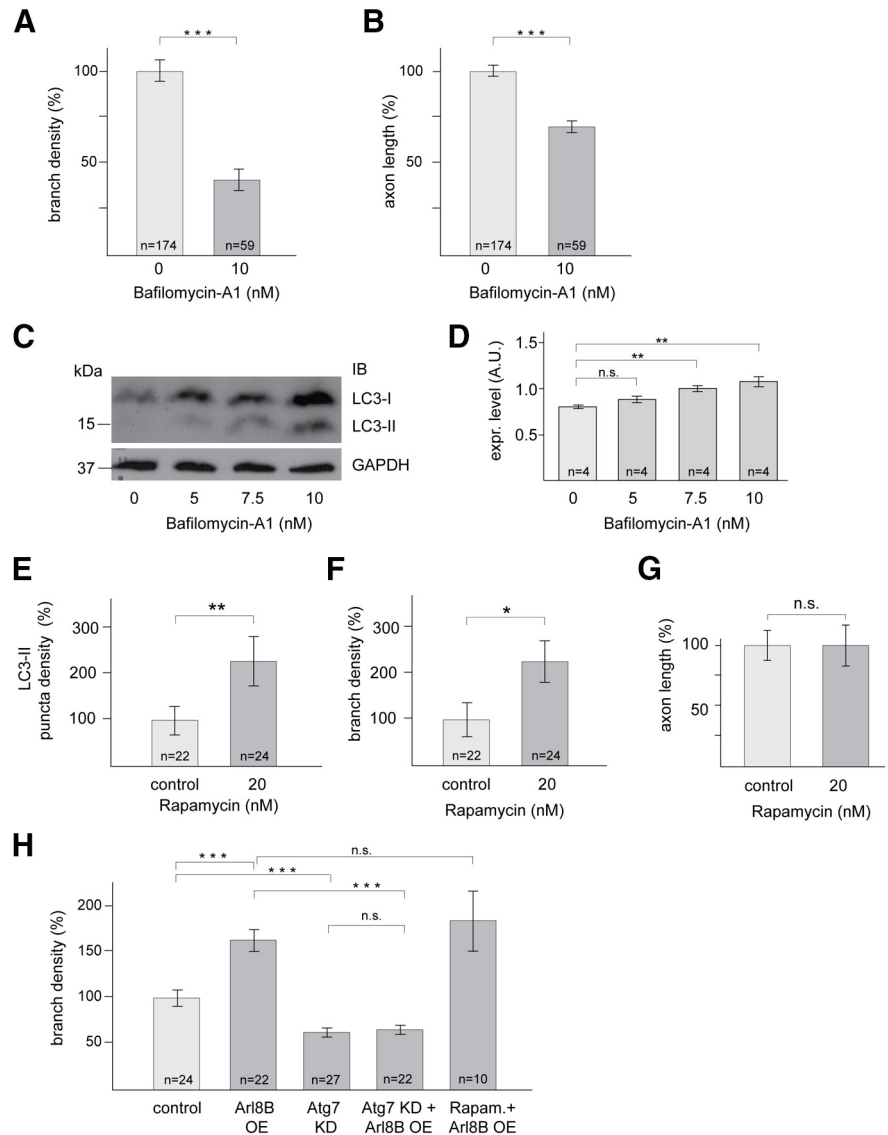 A
branch density (%)
100
50
* * *
n=174
n=59
0
10
Bafilomycin-A1 (nM)
B
axon length (%)
100
50
* * *
n=174
n=59
0
10
Bafilomycin-A1 (nM)
C
kDa
IB
LC3-I
15
LC3-II
37
GAPDH
0
5
7.5
10
Bafilomycin-A1 (nM)
D
expr. level (A.U.)
1.5
1.0
0.5
**
**
n.s.
n=4
n=4
n=4
n=4
0
5
7.5
10
Bafilomycin-A1 (nM)
E
LC3-II
puncta density (%)
300
200
100
**
n=22
n=24
control
20
Rapamycin (nM)
F
branch density (%)
300
200
100
*
n=22
n=24
control
20
Rapamycin (nM)
G
axon length (%)
100
50
n.s.
control
20
Rapamycin (nM)
H
branch density (%)
200
150
100
50
* * *
n.s.
* * *
* * *
n.s.
n=24
n=22
n=27
n=22
n=10
control
Arl8B
OE
Atg7
KD
Atg7 KD +
Arl8B OE
Rapam.+
Arl8B OE